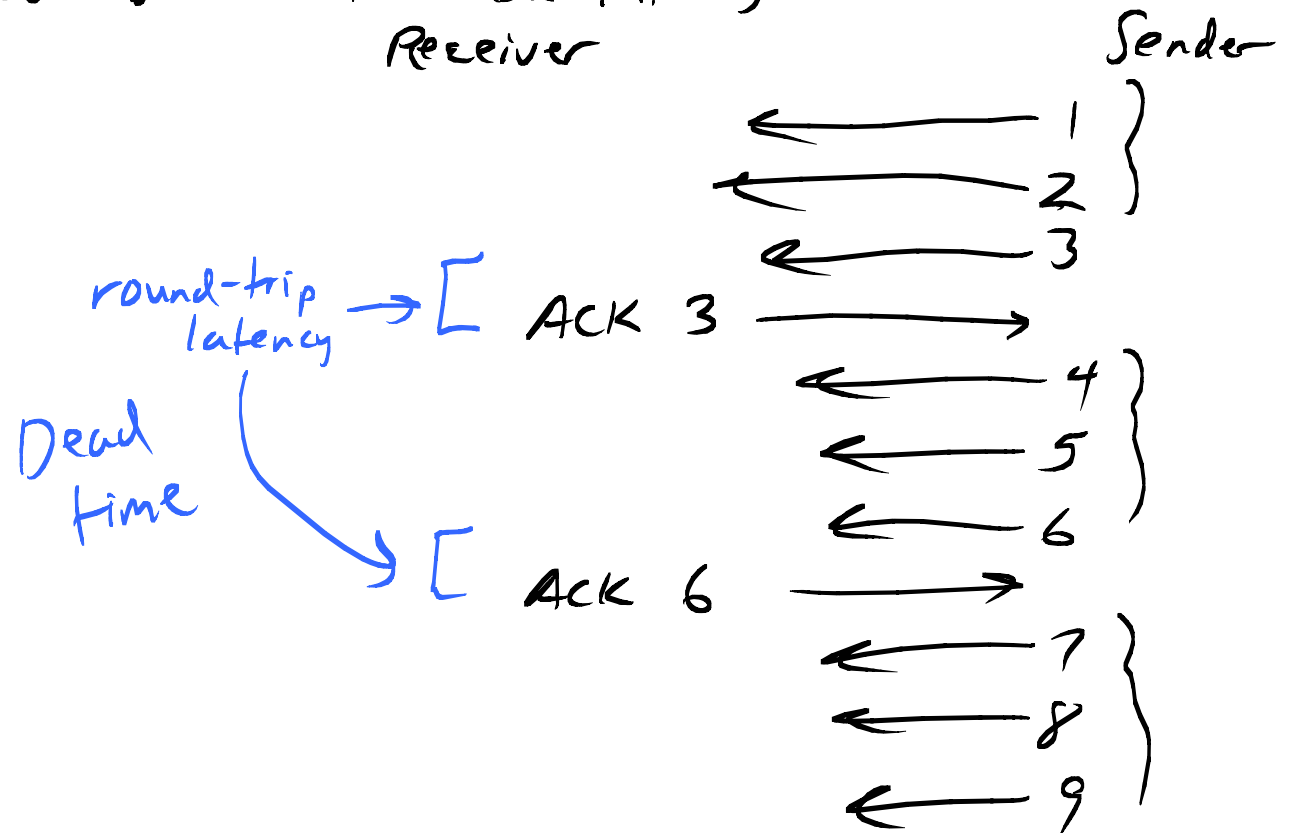 Receiver Sender
1
2
3
round-trip
latency
ACK 3
4
Dead
time
5
6
ACK 6
7
8
9